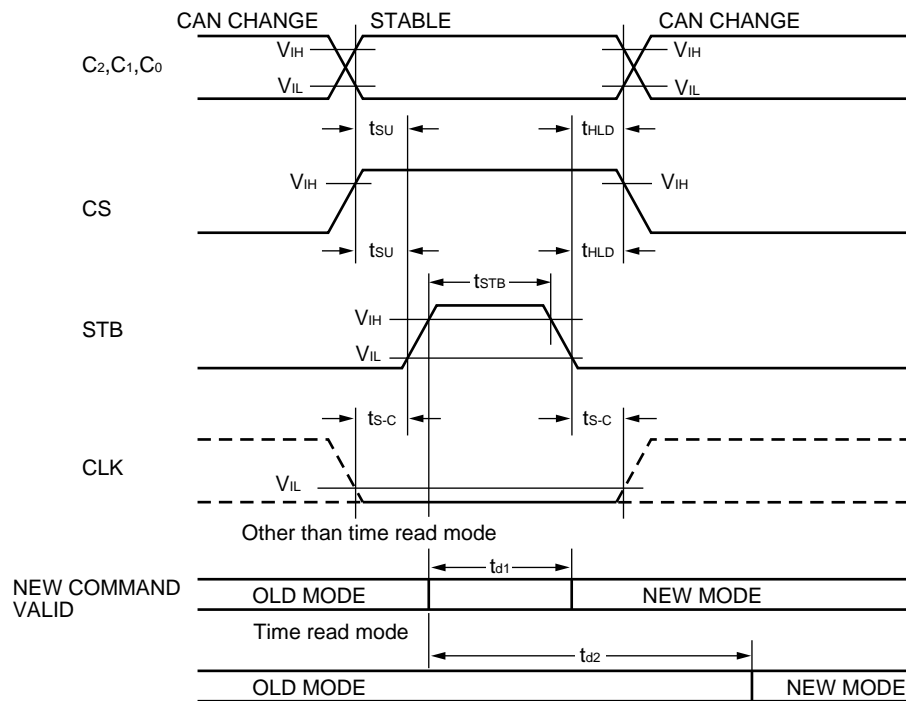 CAN CHANGE STABLE CAN CHANGE
C2,C1,C0
VIH VIH
VIL VIL
tSU tHLD
VIH VIH
CS
tSU tHLD
tSTB
STB
VIH
VIL
tS-C tS-C
CLK
VIL
Other than time read mode
td1
NEW COMMAND
VALID
OLD MODE NEW MODE
Time read mode
td2
OLD MODE NEW MODE